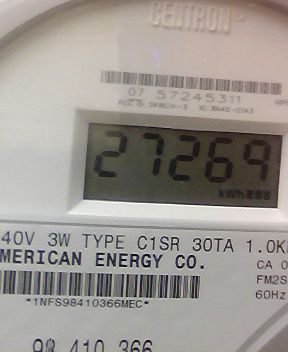 CENTRON
07 57245311
27269
kWh
40V 3W TYPE C1SR 30TA 1.0K
MERICAN ENERGY CO.
CA 0
FM2S
60Hz
*1NFS98410366MEC*
98 410 366